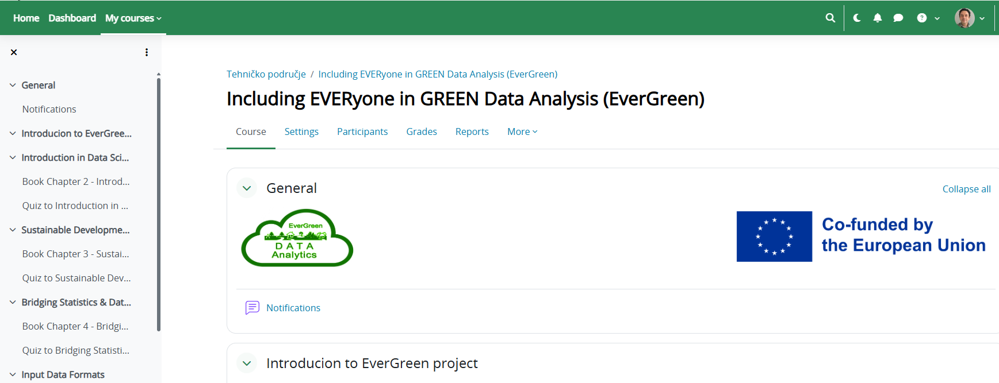 Home Dashboard My courses
General
Notifications
Introducion to EverGree...
Introduction in Data Sci...
Book Chapter 2 - Introd...
Quiz to Introduction in ...
Sustainable Developme...
Book Chapter 3 - Sustai...
Quiz to Sustainable Dev...
Bridging Statistics & Dat...
Book Chapter 4 - Bridgi...
Quiz to Bridging Statisti...
Input Data Formats
Tehničko područje / Including EVERyone in GREEN Data Analysis (EverGreen)
Including EVERyone in GREEN Data Analysis (EverGreen)
Course Settings Participants Grades Reports More
General
Collapse all
EverGreen
DATA
Analytics
Co-funded by
the European Union
Notifications
Introducion to EverGreen project